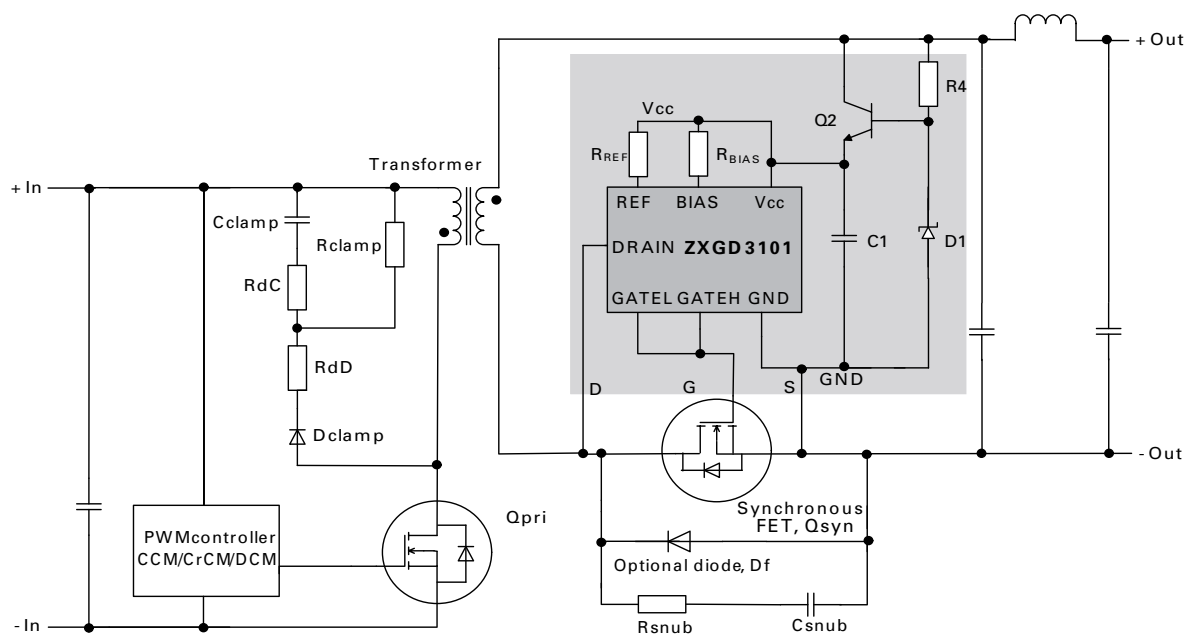 + Out
R4
Vcc
Q2
RREF
RBIAS
Transformer
+ In
REF BIAS Vcc
Cclamp
Rclamp
DRAIN ZXGD3101
C1
D1
RdC
GATEL GATEH GND
RdD
D
G
S
GND
Dclamp
- Out
Synchronous
FET, Qsyn
Qpri
PWMcontroller
CCM/CrCM/DCM
Optional diode, Df
- In
Rsnub
Csnub